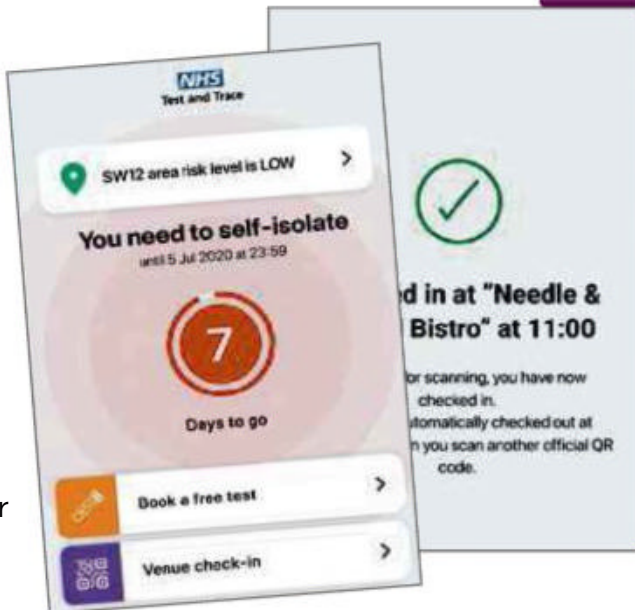 NHS
Test and Trace
SW12 area risk level is LOW
You need to self-isolate
until 5 Jul 2020 at 23:59
7
Days to go
Book a free test
Venue check-in
d in at "Needle &
Bistro" at 11:00
or scanning, you have now
checked in.
tomatically checked out at
n you scan another official QR
code.
r